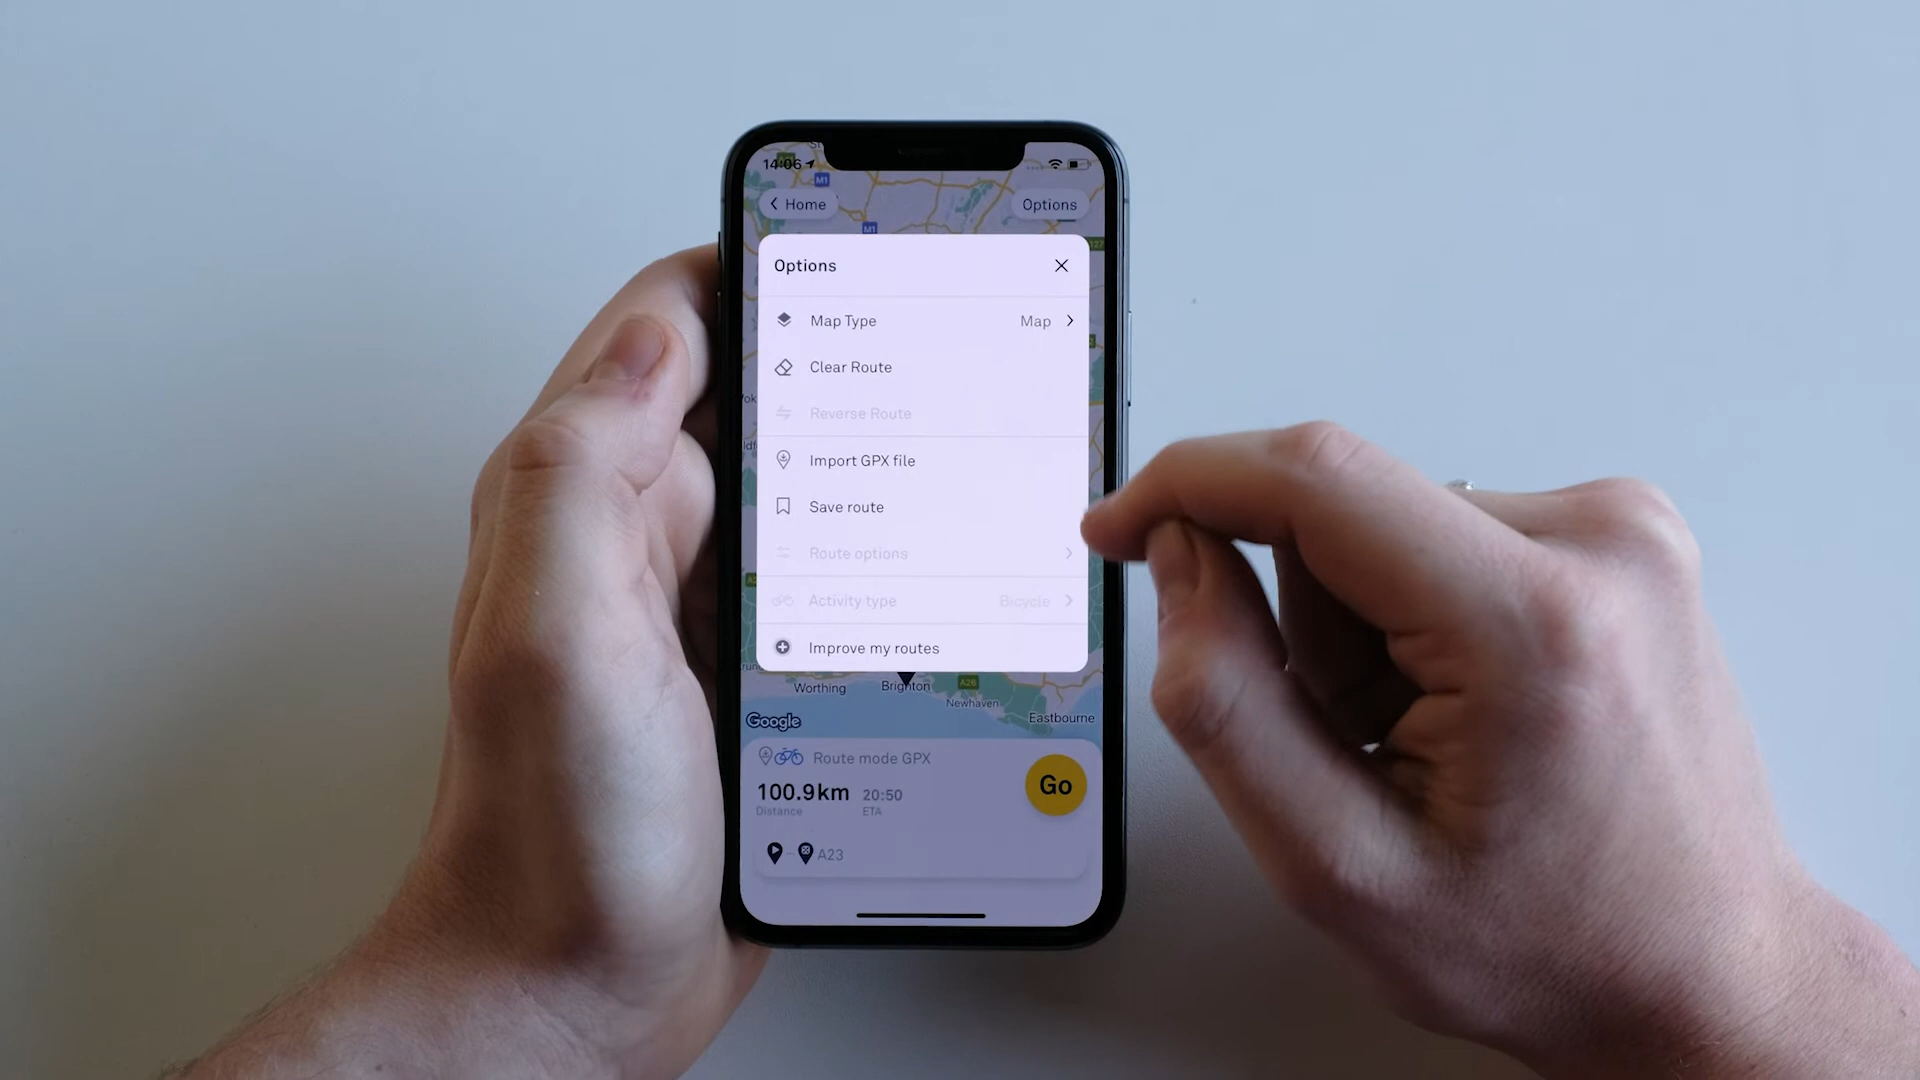 14:06
M1
Home
Options
M1
127
Options
Map Type Map
Clear Route
Reverse Route
Import GPX file
Save route
Route options
Activity type Bicycle
Improve my routes
Worthing
Brighton
A26
Newhaven
Eastbourne
Google
Route mode GPX
100.9km 20:50
Distance ETA
Go
A23